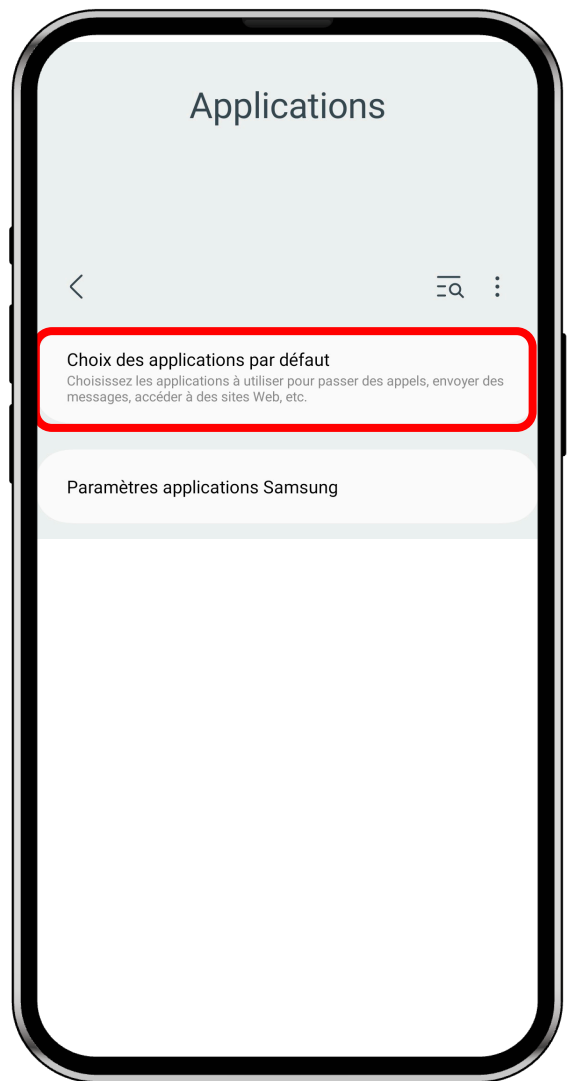 Applications
Choix des applications par défaut
Choisissez les applications à utiliser pour passer des appels, envoyer des
messages, accéder à des sites Web, etc.
Paramètres applications Samsung